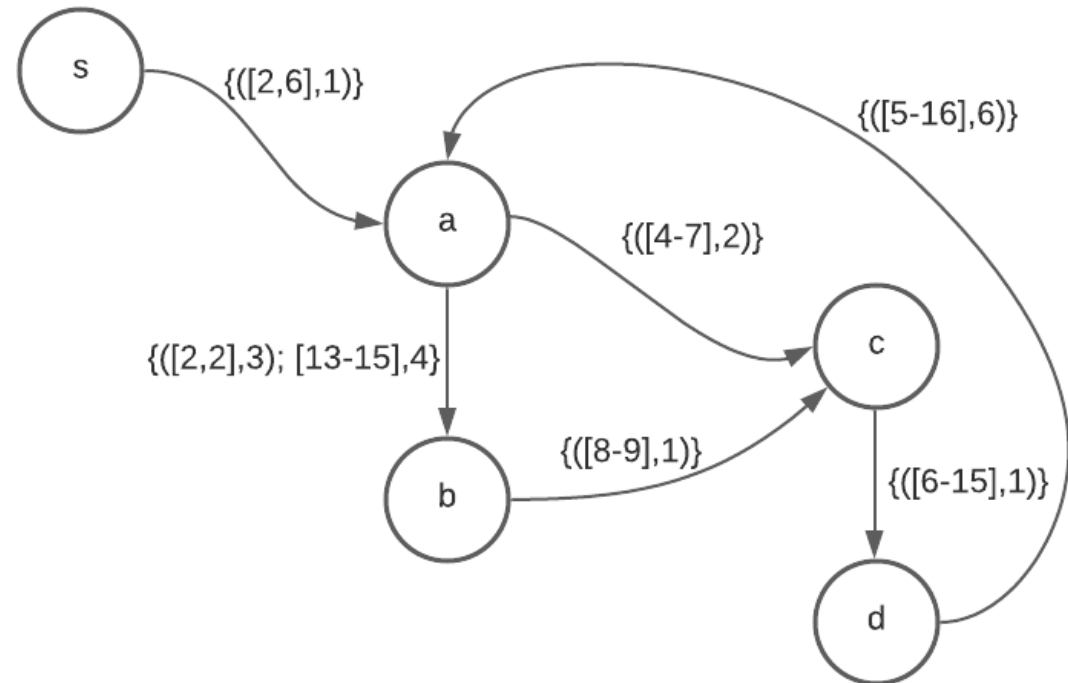 s
{([2,6],1)}
{([5-16],6)}
a
{([4-7],2)}
c
{([2,2],3); [13-15],4}
{([8-9],1)}
{([6-15],1)}
b
d